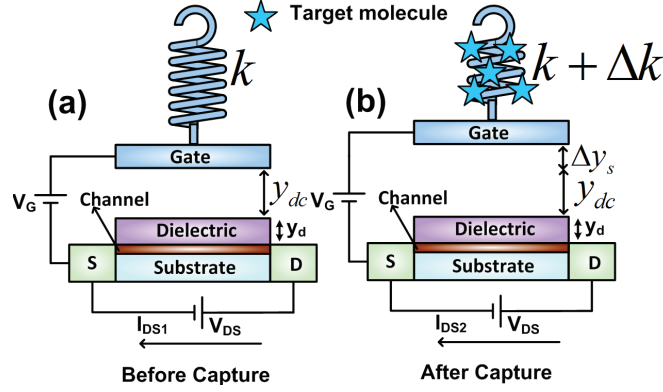 Target molecule
(a)
k
Gate
y_dc
V_G
Channel
Dielectric
y_d
S
Substrate
D
I_DS1
V_DS
Before Capture
(b)
k + Δk
Gate
Δy_s
y_dc
V_G
Channel
Dielectric
y_d
S
Substrate
D
I_DS2
V_DS
After Capture